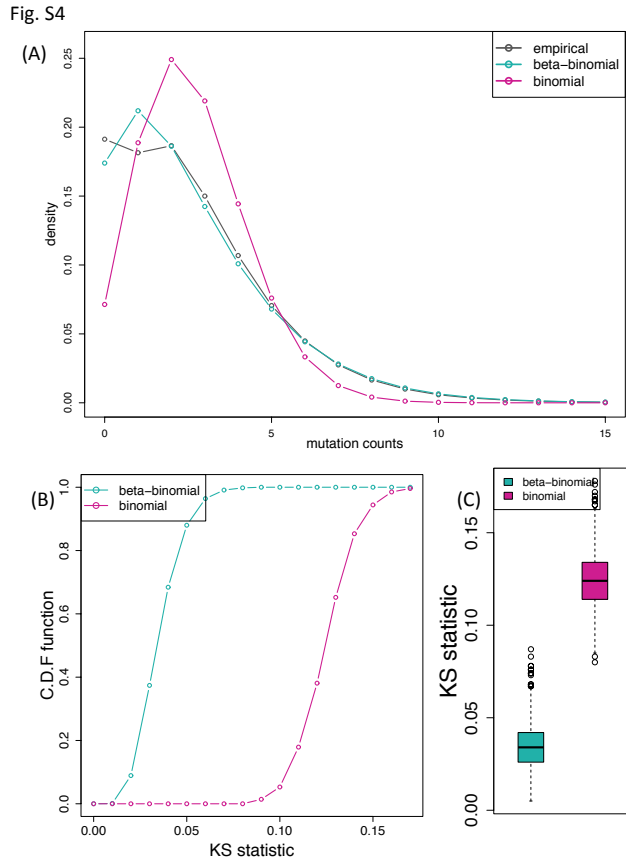 Fig. S4
(A)
empirical
beta−binomial
binomial
density
0.25
0.20
0.15
0.10
0.05
0.00
0
5
10
15
mutation counts
(B)
beta−binomial
binomial
C.D.F function
1.0
0.8
0.6
0.4
0.2
0.0
0.00
0.05
0.10
0.15
KS statistic
(C)
beta−binomial
binomial
KS statistic
0.15
0.10
0.05
0.00